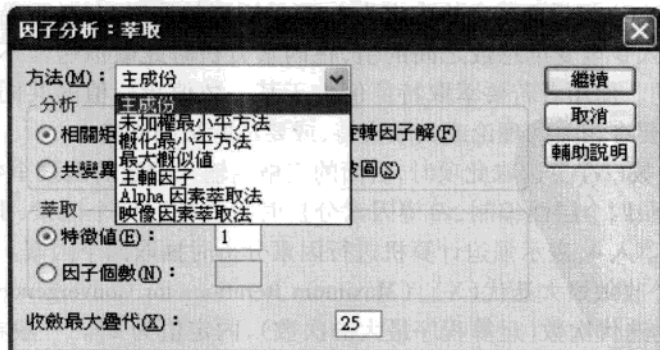 因子分析：萃取
方法(M)：
主成份
繼續
取消
輔助說明
分析
主成份
未加權最小平方法
概化最小平方法
最大概似值
主軸因子
Alpha 因素萃取法
映像因素萃取法
相關矩
轉因子解(F)
共變異
圖(S)
萃取
特徵值(E)：
1
因子個數(N)：
收斂最大疊代(X)：
25